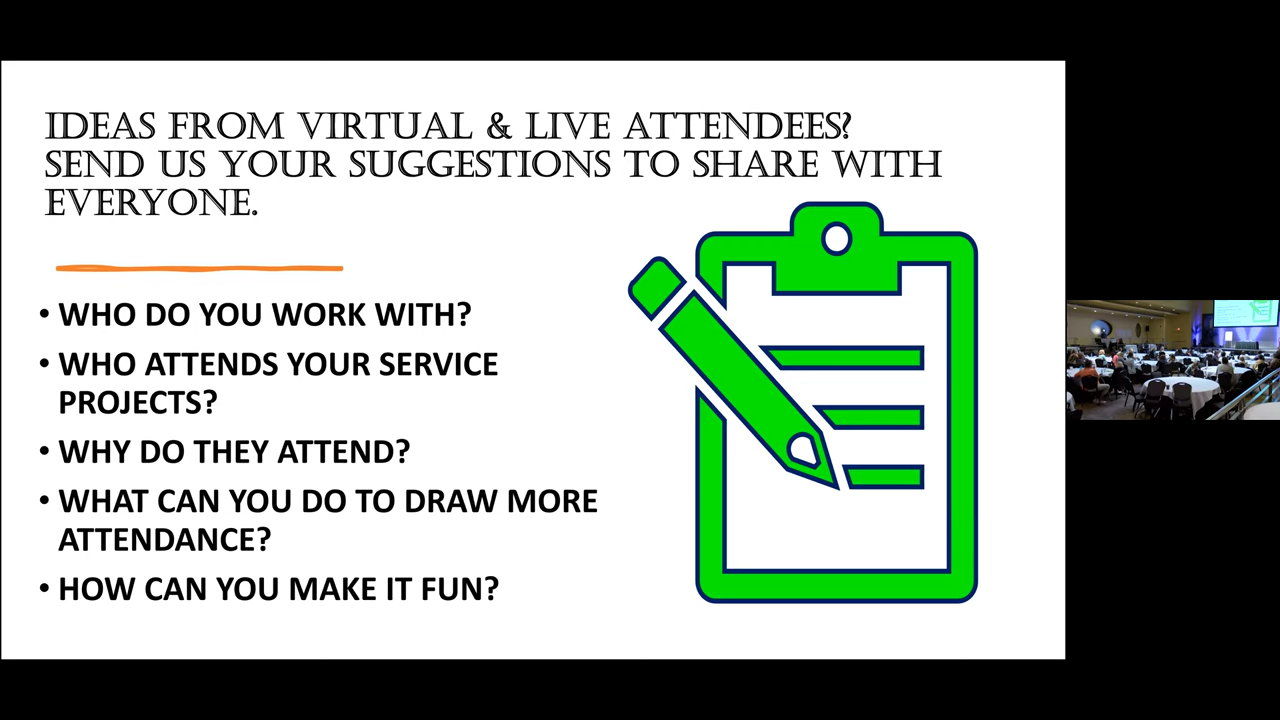 IDEAS FROM VIRTUAL & LIVE ATTENDEES?
SEND US YOUR SUGGESTIONS TO SHARE WITH
EVERYONE.
• WHO DO YOU WORK WITH?
• WHO ATTENDS YOUR SERVICE
PROJECTS?
• WHY DO THEY ATTEND?
• WHAT CAN YOU DO TO DRAW MORE
ATTENDANCE?
• HOW CAN YOU MAKE IT FUN?